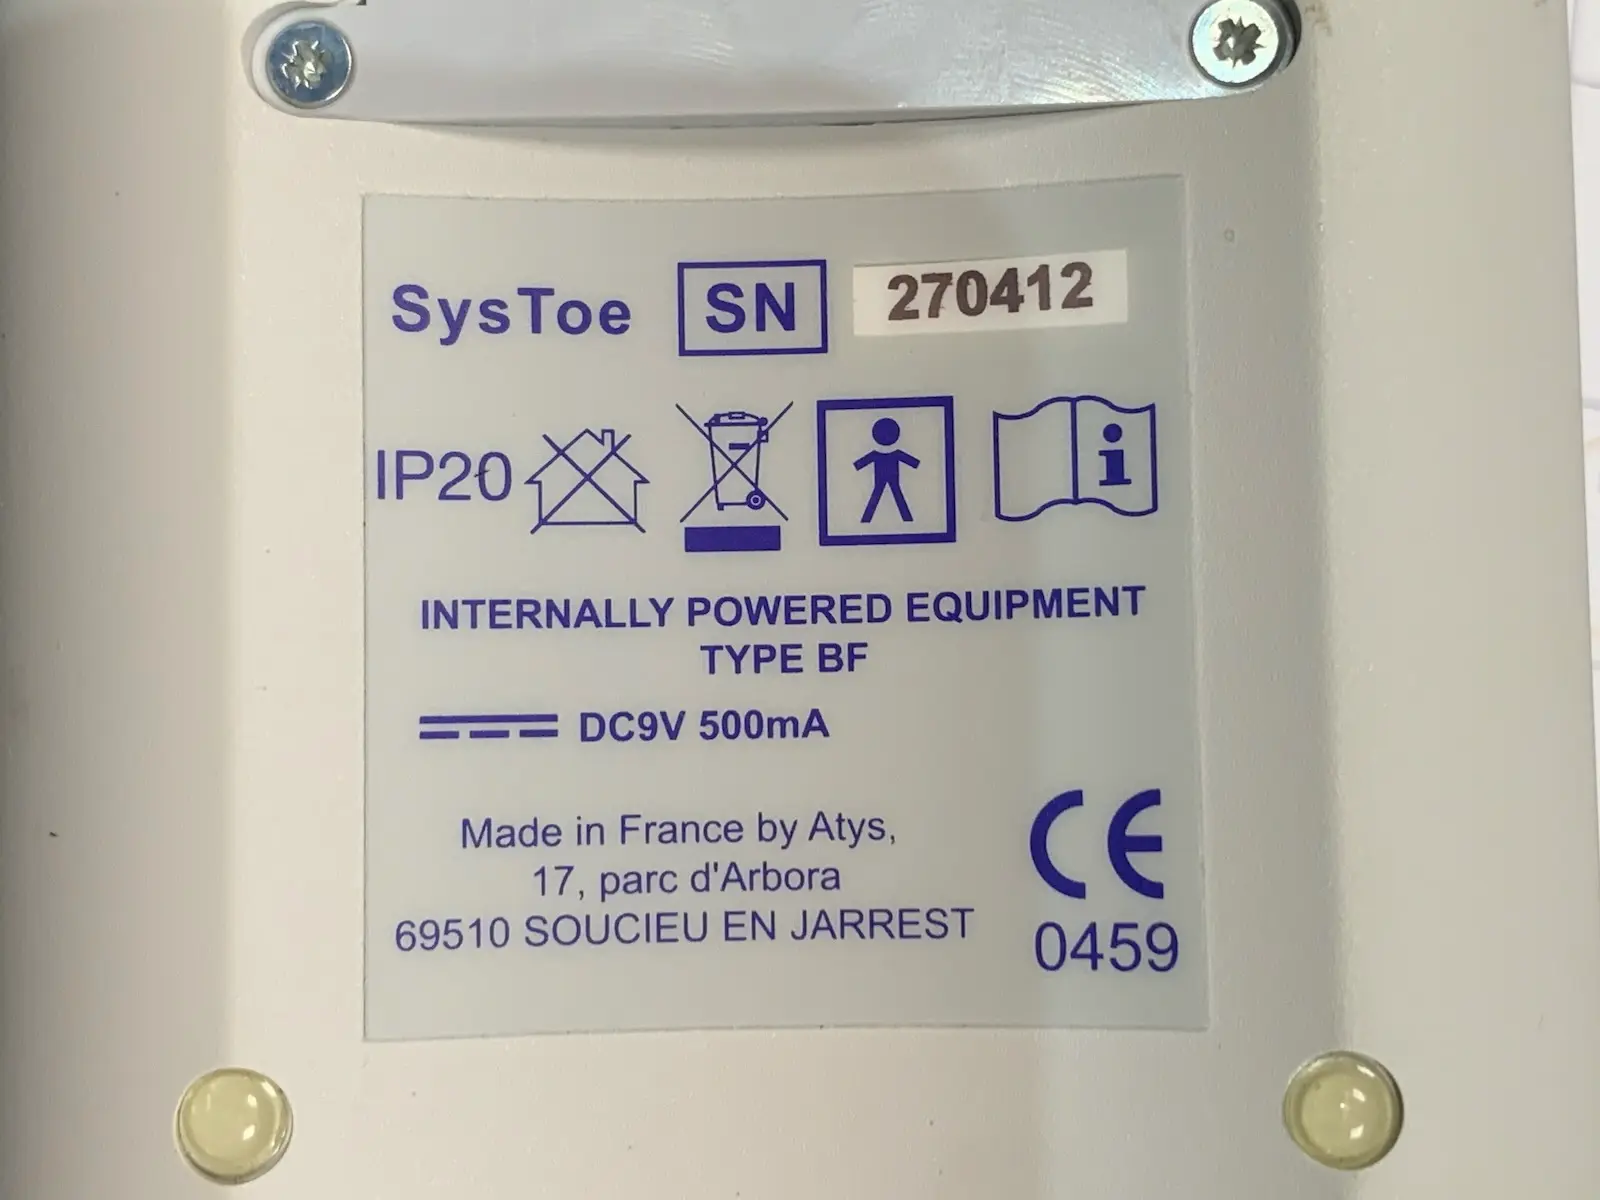 SysToe SN 270412
IP20
INTERNALLY POWERED EQUIPMENT
TYPE BF
DC9V 500mA
Made in France by Atys,
17, parc d'Arbora
69510 SOUCIEU EN JARREST
CE
0459